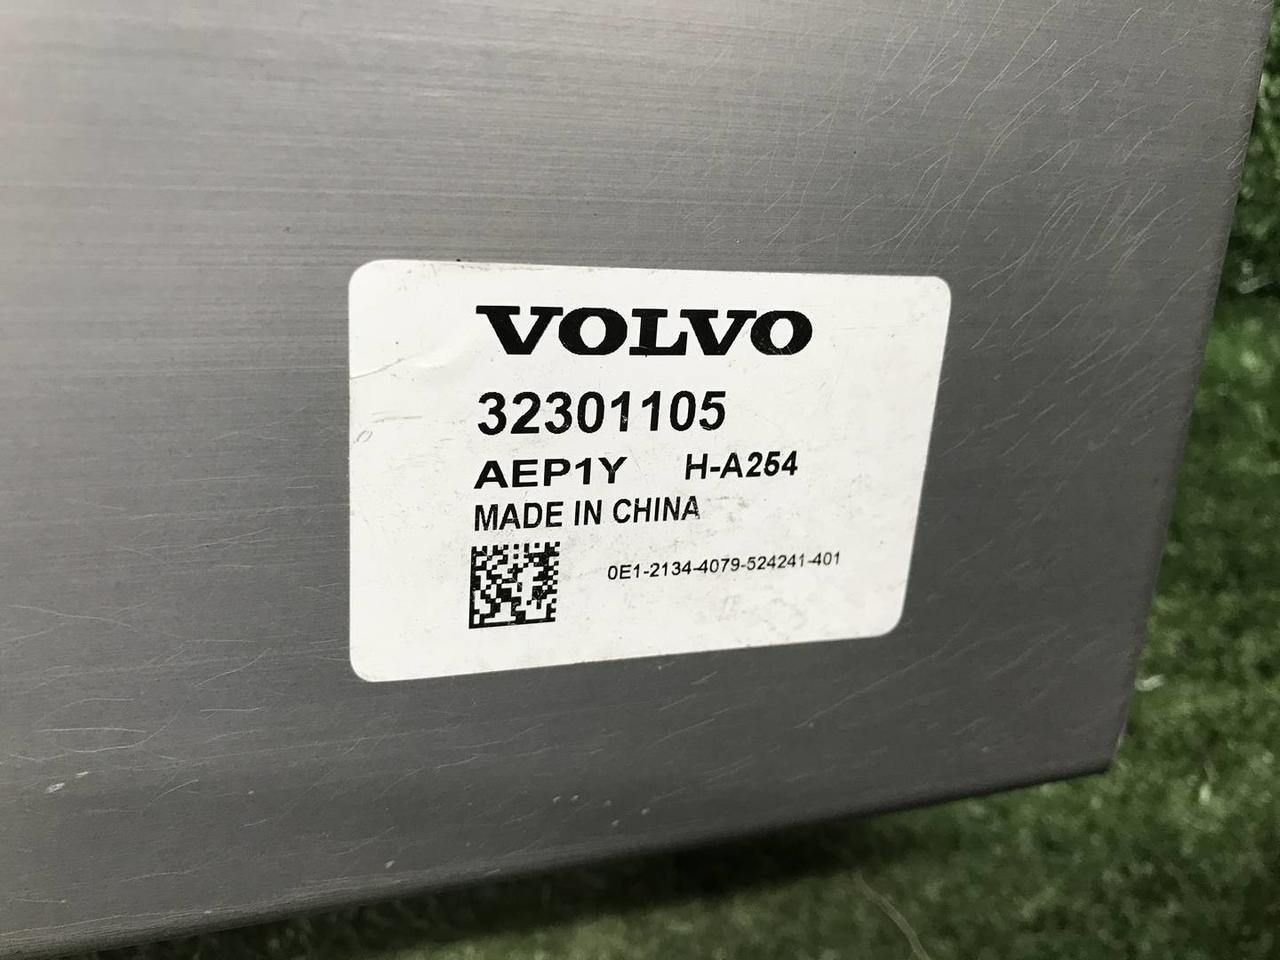 VOLVO
32301105
AEP1Y H-A254
MADE IN CHINA
0E1-2134-4079-524241-401